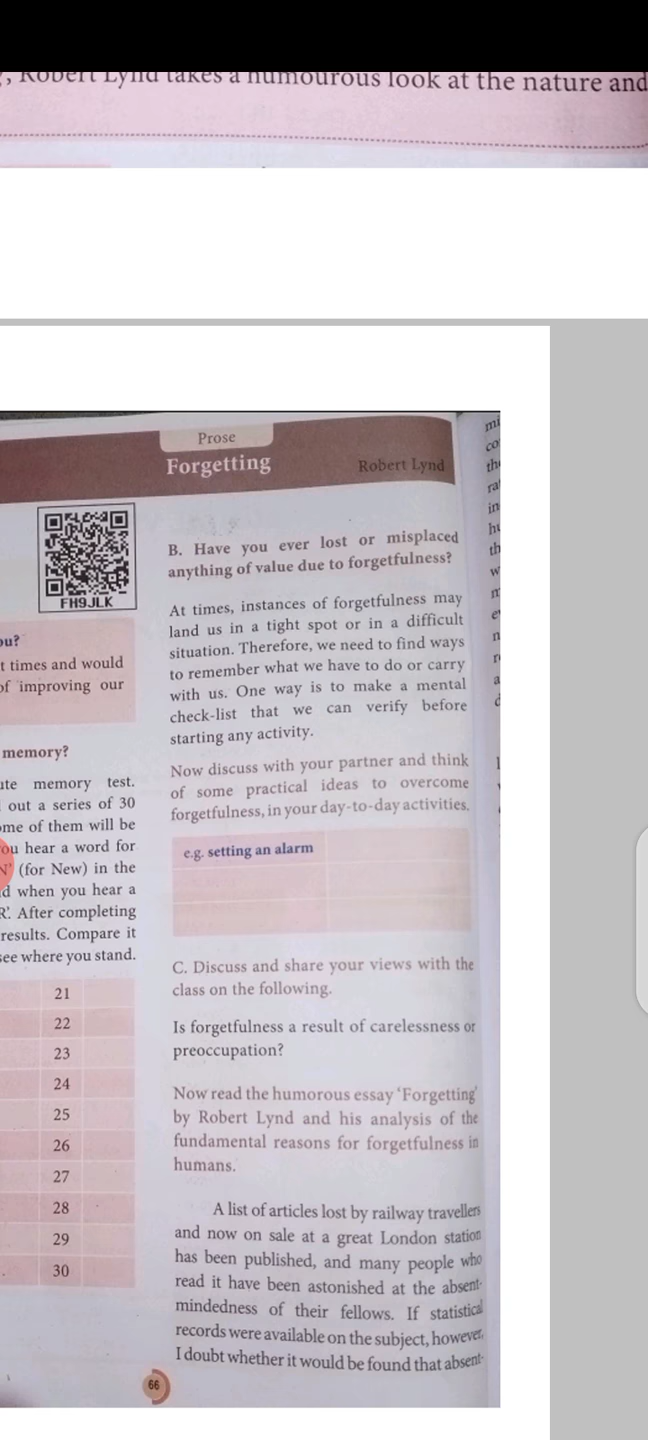 , Robert Lynd takes a humourous look at the nature and
Prose
Forgetting
Robert Lynd
FH9JLK
ou?
t times and would
of improving our
memory?
ute memory test.
out a series of 30
ome of them will be
ou hear a word for
N' (for New) in the
d when you hear a
R'. After completing
results. Compare it
see where you stand.
21
22
23
24
25
26
27
28
29
30
B. Have you ever lost or misplaced
anything of value due to forgetfulness?
At times, instances of forgetfulness may
land us in a tight spot or in a difficult
situation. Therefore, we need to find ways
to remember what we have to do or carry
with us. One way is to make a mental
check-list that we can verify before
starting any activity.
Now discuss with your partner and think
of some practical ideas to overcome
forgetfulness, in your day-to-day activities.
e.g. setting an alarm
C. Discuss and share your views with the
class on the following.
Is forgetfulness a result of carelessness or
preoccupation?
Now read the humorous essay 'Forgetting'
by Robert Lynd and his analysis of the
fundamental reasons for forgetfulness in
humans.
A list of articles lost by railway travellers
and now on sale at a great London station
has been published, and many people who
read it have been astonished at the absent-
mindedness of their fellows. If statistical
records were available on the subject, however,
I doubt whether it would be found that absent-
66